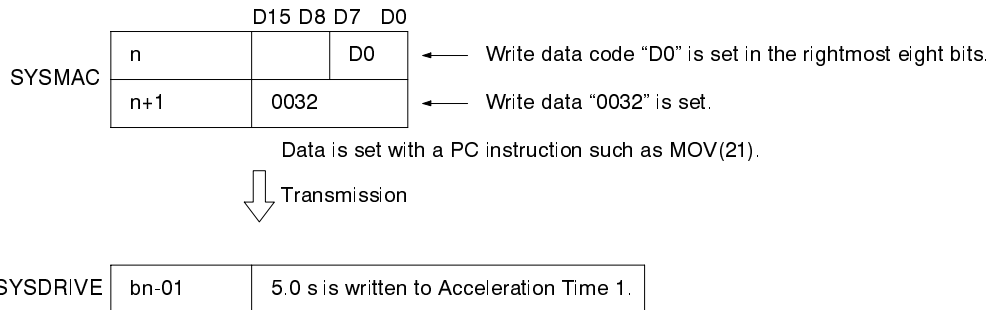 D15 D8 D7 D0
n D0 Write data code “D0” is set in the rightmost eight bits.
SYSMAC
n+1 0032 Write data “0032” is set.
Data is set with a PC instruction such as MOV(21).
Transmission
SYSDRIVE bn-01 5.0 s is written to Acceleration Time 1.